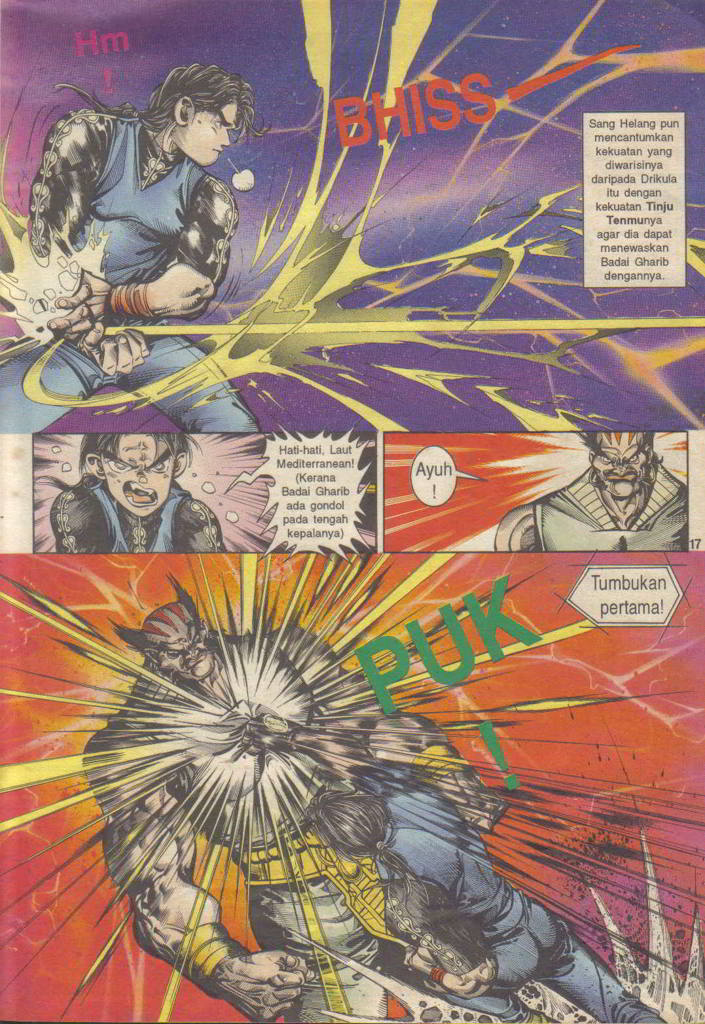 Hm
!
BHISS
Sang Helang pun
mencantumkan
kekuatan yang
diwarisinya
daripada Drikula
itu dengan
kekuatan Tinju
Tenmunya
agar dia dapat
menewaskan
Badai Gharib
dengannya.
Hati-hati, Laut
Mediterranean!
(Kerana
Badai Gharib
ada gondol
pada tengah
kepalanya)
Ayuh
!
17
Tumbukan
pertama!
PUK
!